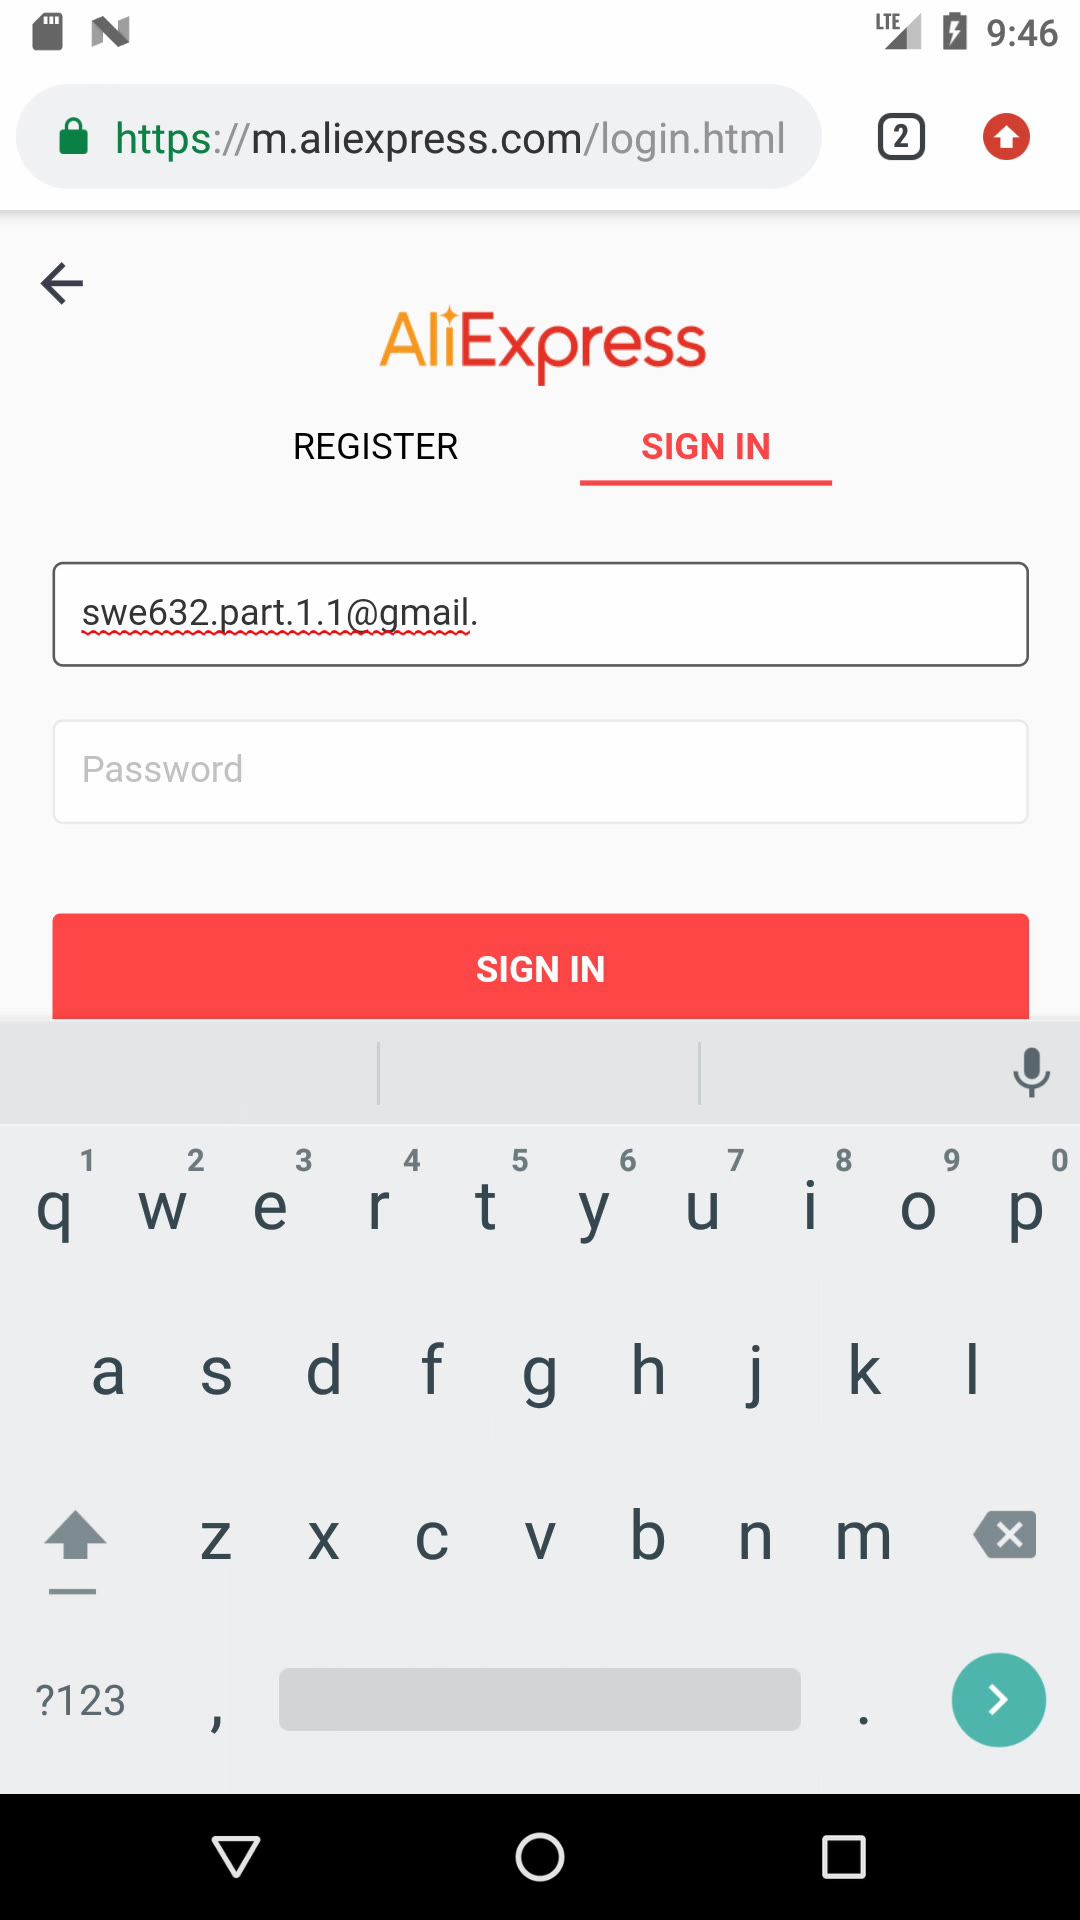 LTE 9:46
https://m.aliexpress.com/login.html 2
AliExpress
REGISTER SIGN IN
swe632.part.1.1@gmail.
Password
SIGN IN
1 2 3 4 5 6 7 8 9 0
q w e r t y u i o p
a s d f g h j k l
z x c v b n m
?123 , .